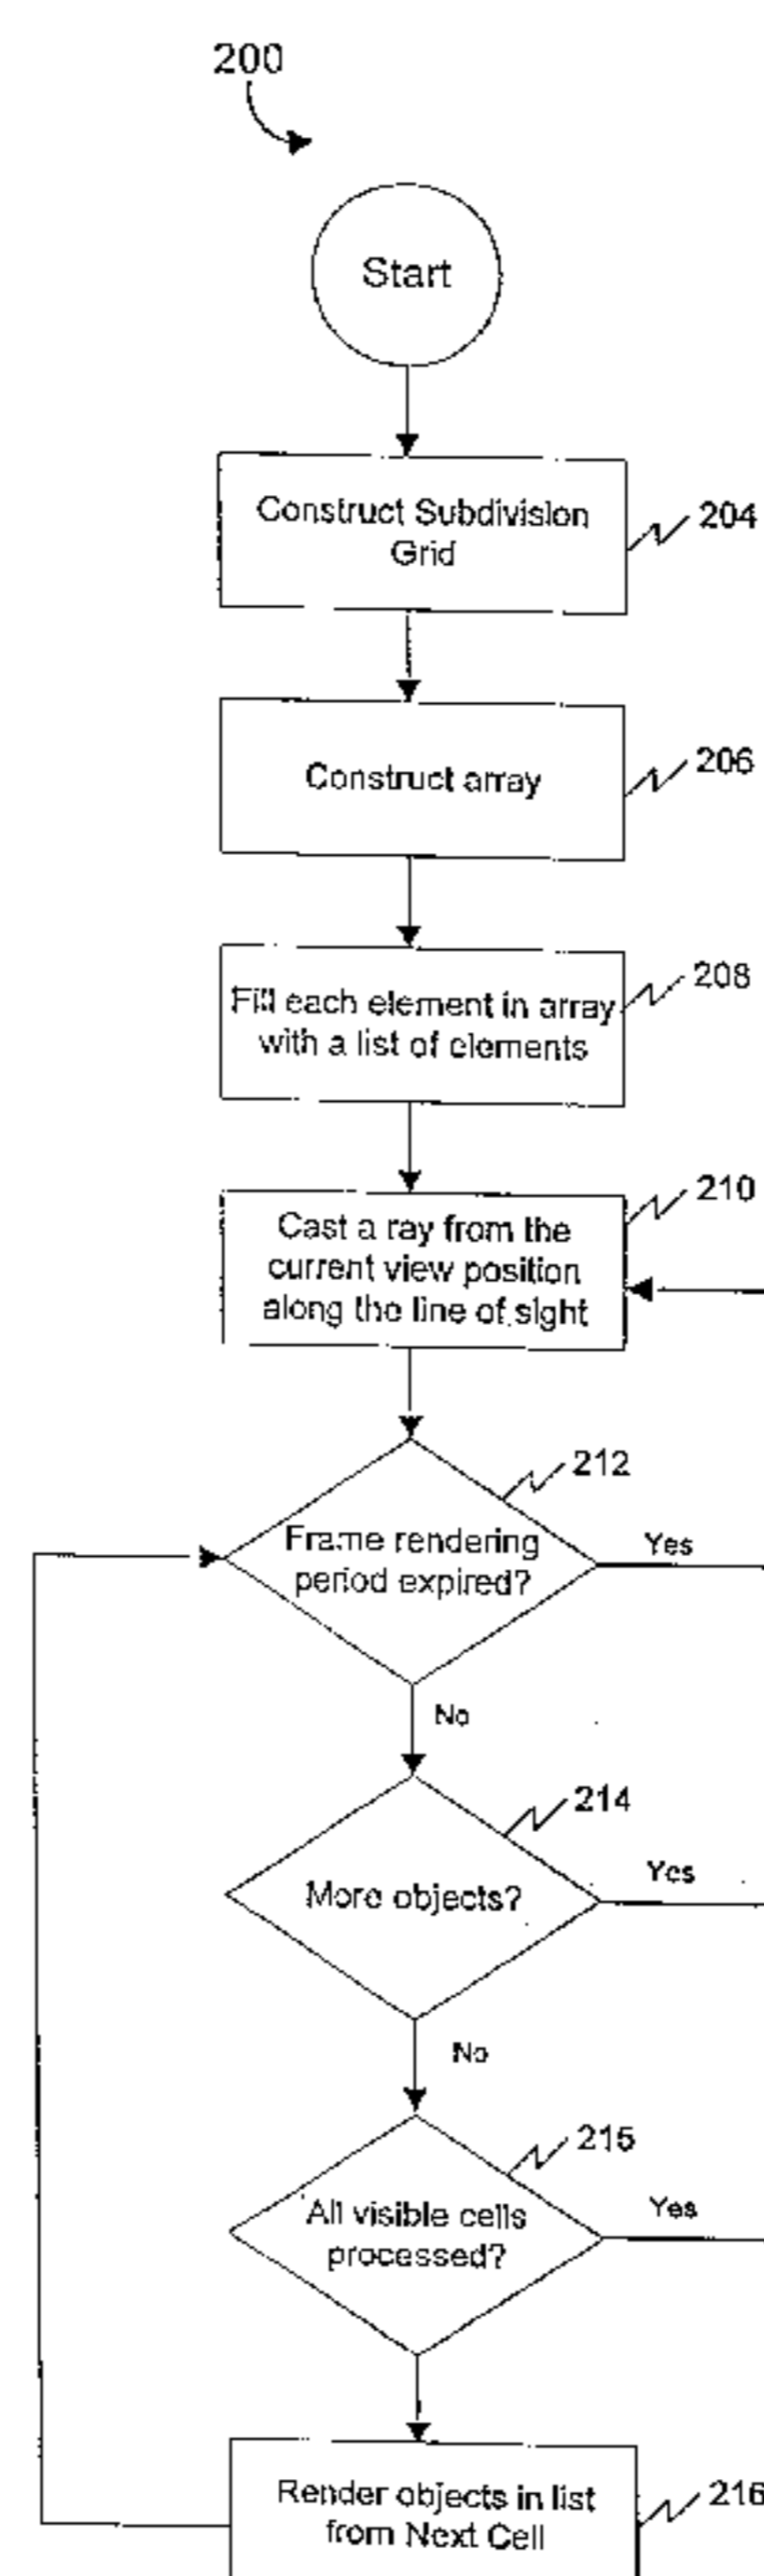 200
Start
Construct Subdivision
Grid
204
Construct array
206
Fill each element in array
with a list of elements
208
Cast a ray from the
current view position
along the line of sight
210
212
Frame rendering
period expired?
Yes
No
214
More objects?
Yes
No
215
All visible cells
processed?
Yes
Render objects in list
from Next Cell
216